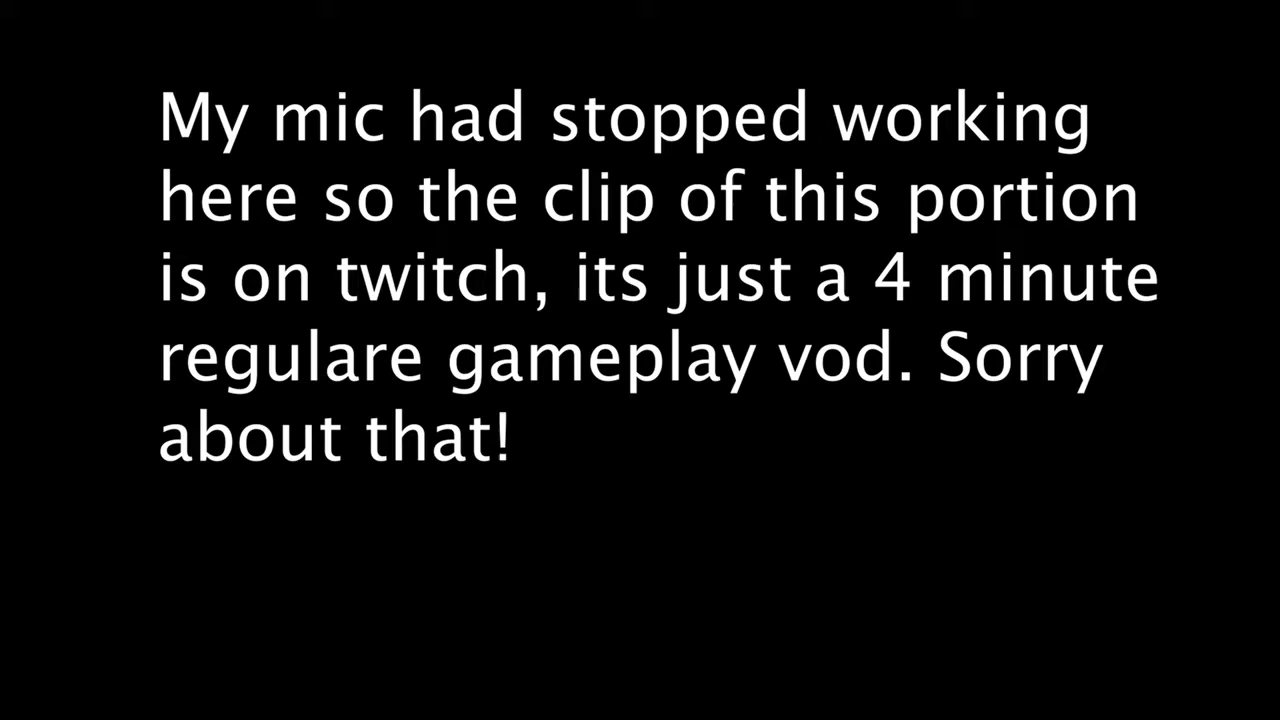 My mic had stopped working
here so the clip of this portion
is on twitch, its just a 4 minute
regulare gameplay vod. Sorry
about that!